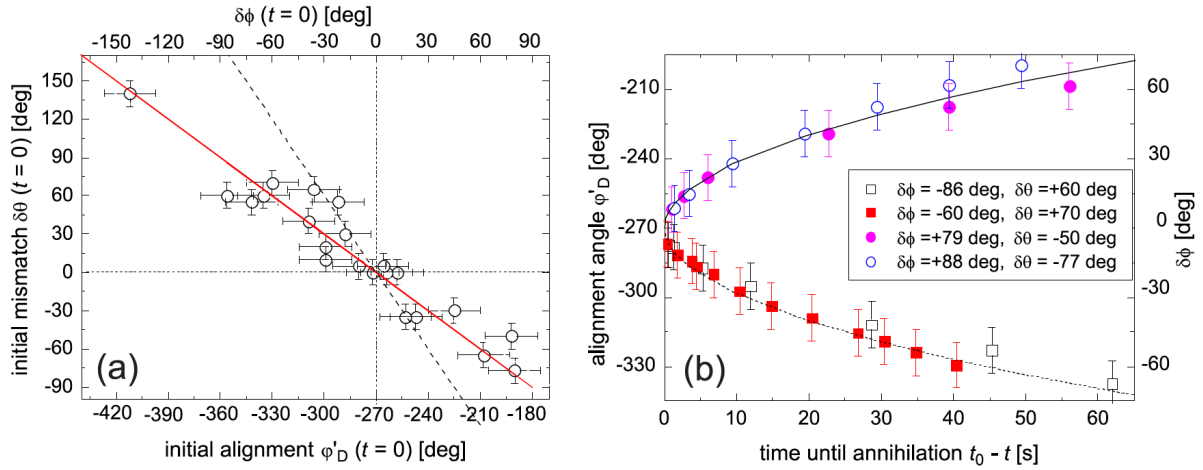 δϕ (t = 0) [deg]
-150 -120 -90 -60 -30 0 30 60 90
initial mismatch δθ (t = 0) [deg]
150
120
90
60
30
0
-30
-60
-90
(a)
-420 -390 -360 -330 -300 -270 -240 -210 -180
initial alignment φ'D (t = 0) [deg]
alignment angle φ'D [deg]
-210
-240
-270
-300
-330
δϕ = -86 deg, δθ =+60 deg
δϕ = -60 deg, δθ =+70 deg
δϕ = +79 deg, δθ = -50 deg
δϕ = +88 deg, δθ = -77 deg
60
30
0
-30
-60
δϕ [deg]
(b)
0 10 20 30 40 50 60
time until annihilation t0 - t [s]